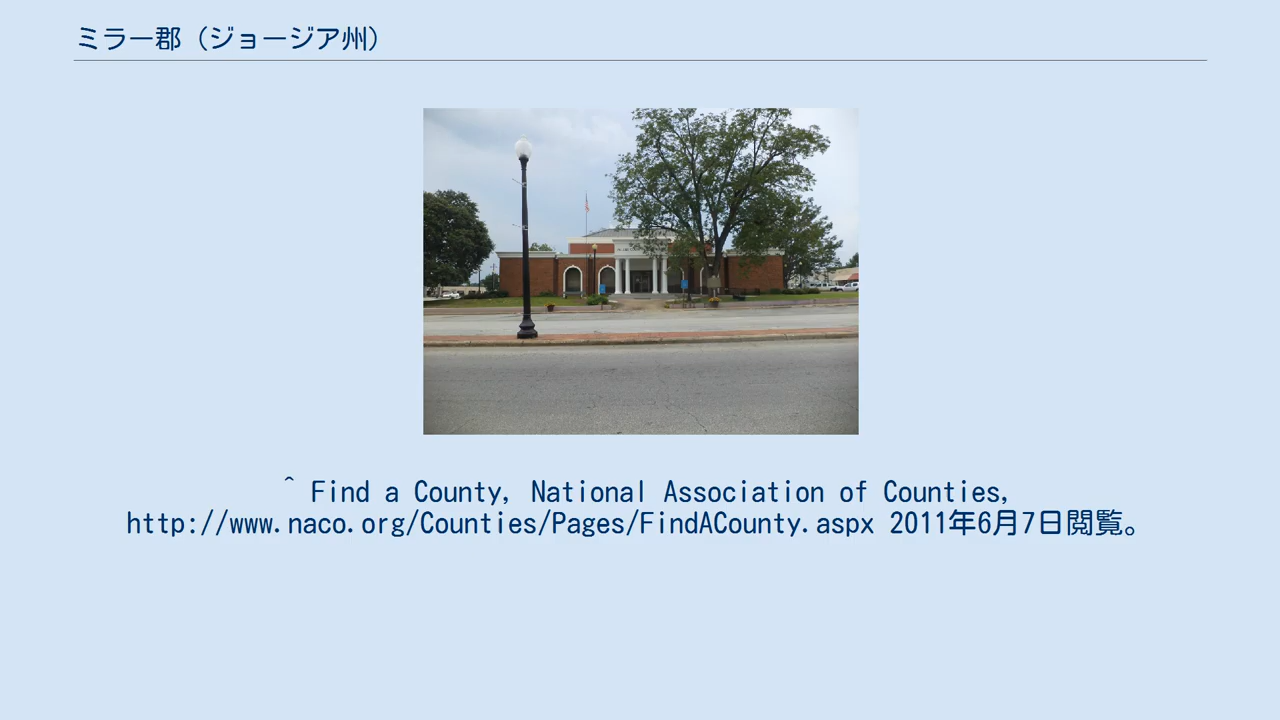 ミラー郡（ジョージア州）
^ Find a County, National Association of Counties,
http://www.naco.org/Counties/Pages/FindACounty.aspx 2011年6月7日閲覧。